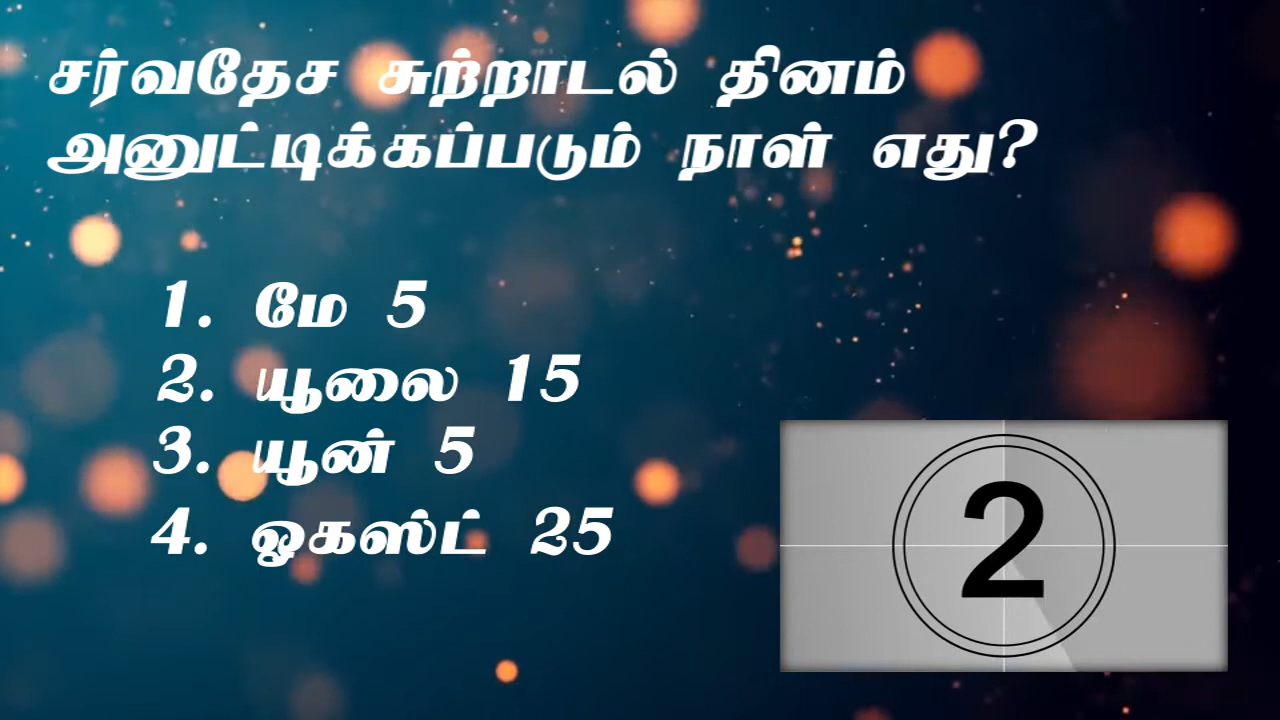 சர்வதேச சுற்றாடல் தினம்
அனுட்டிக்கப்படும் நாள் எது?
1. மே 5
2. யூலை 15
3. யூன் 5
4. ஓகஸ்ட் 25
2